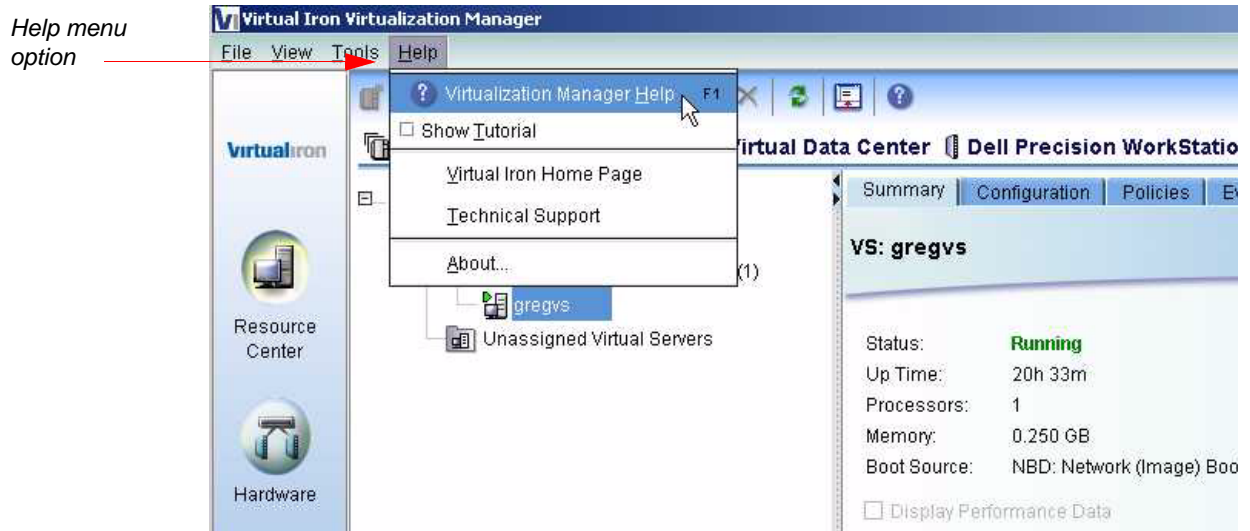 Help menu
option
Virtual Iron Virtualization Manager
File View Tools Help
Virtualization Manager Help F1
Show Tutorial
Virtual Iron Home Page
Technical Support
About...
Virtualiron
Resource
Center
Hardware
irtual Data Center Dell Precision WorkStatio
(1)
gregvs
Unassigned Virtual Servers
Summary Configuration Policies Ev
VS: gregvs
Status: Running
Up Time: 20h 33m
Processors: 1
Memory: 0.250 GB
Boot Source: NBD: Network (Image) Boo
Display Performance Data